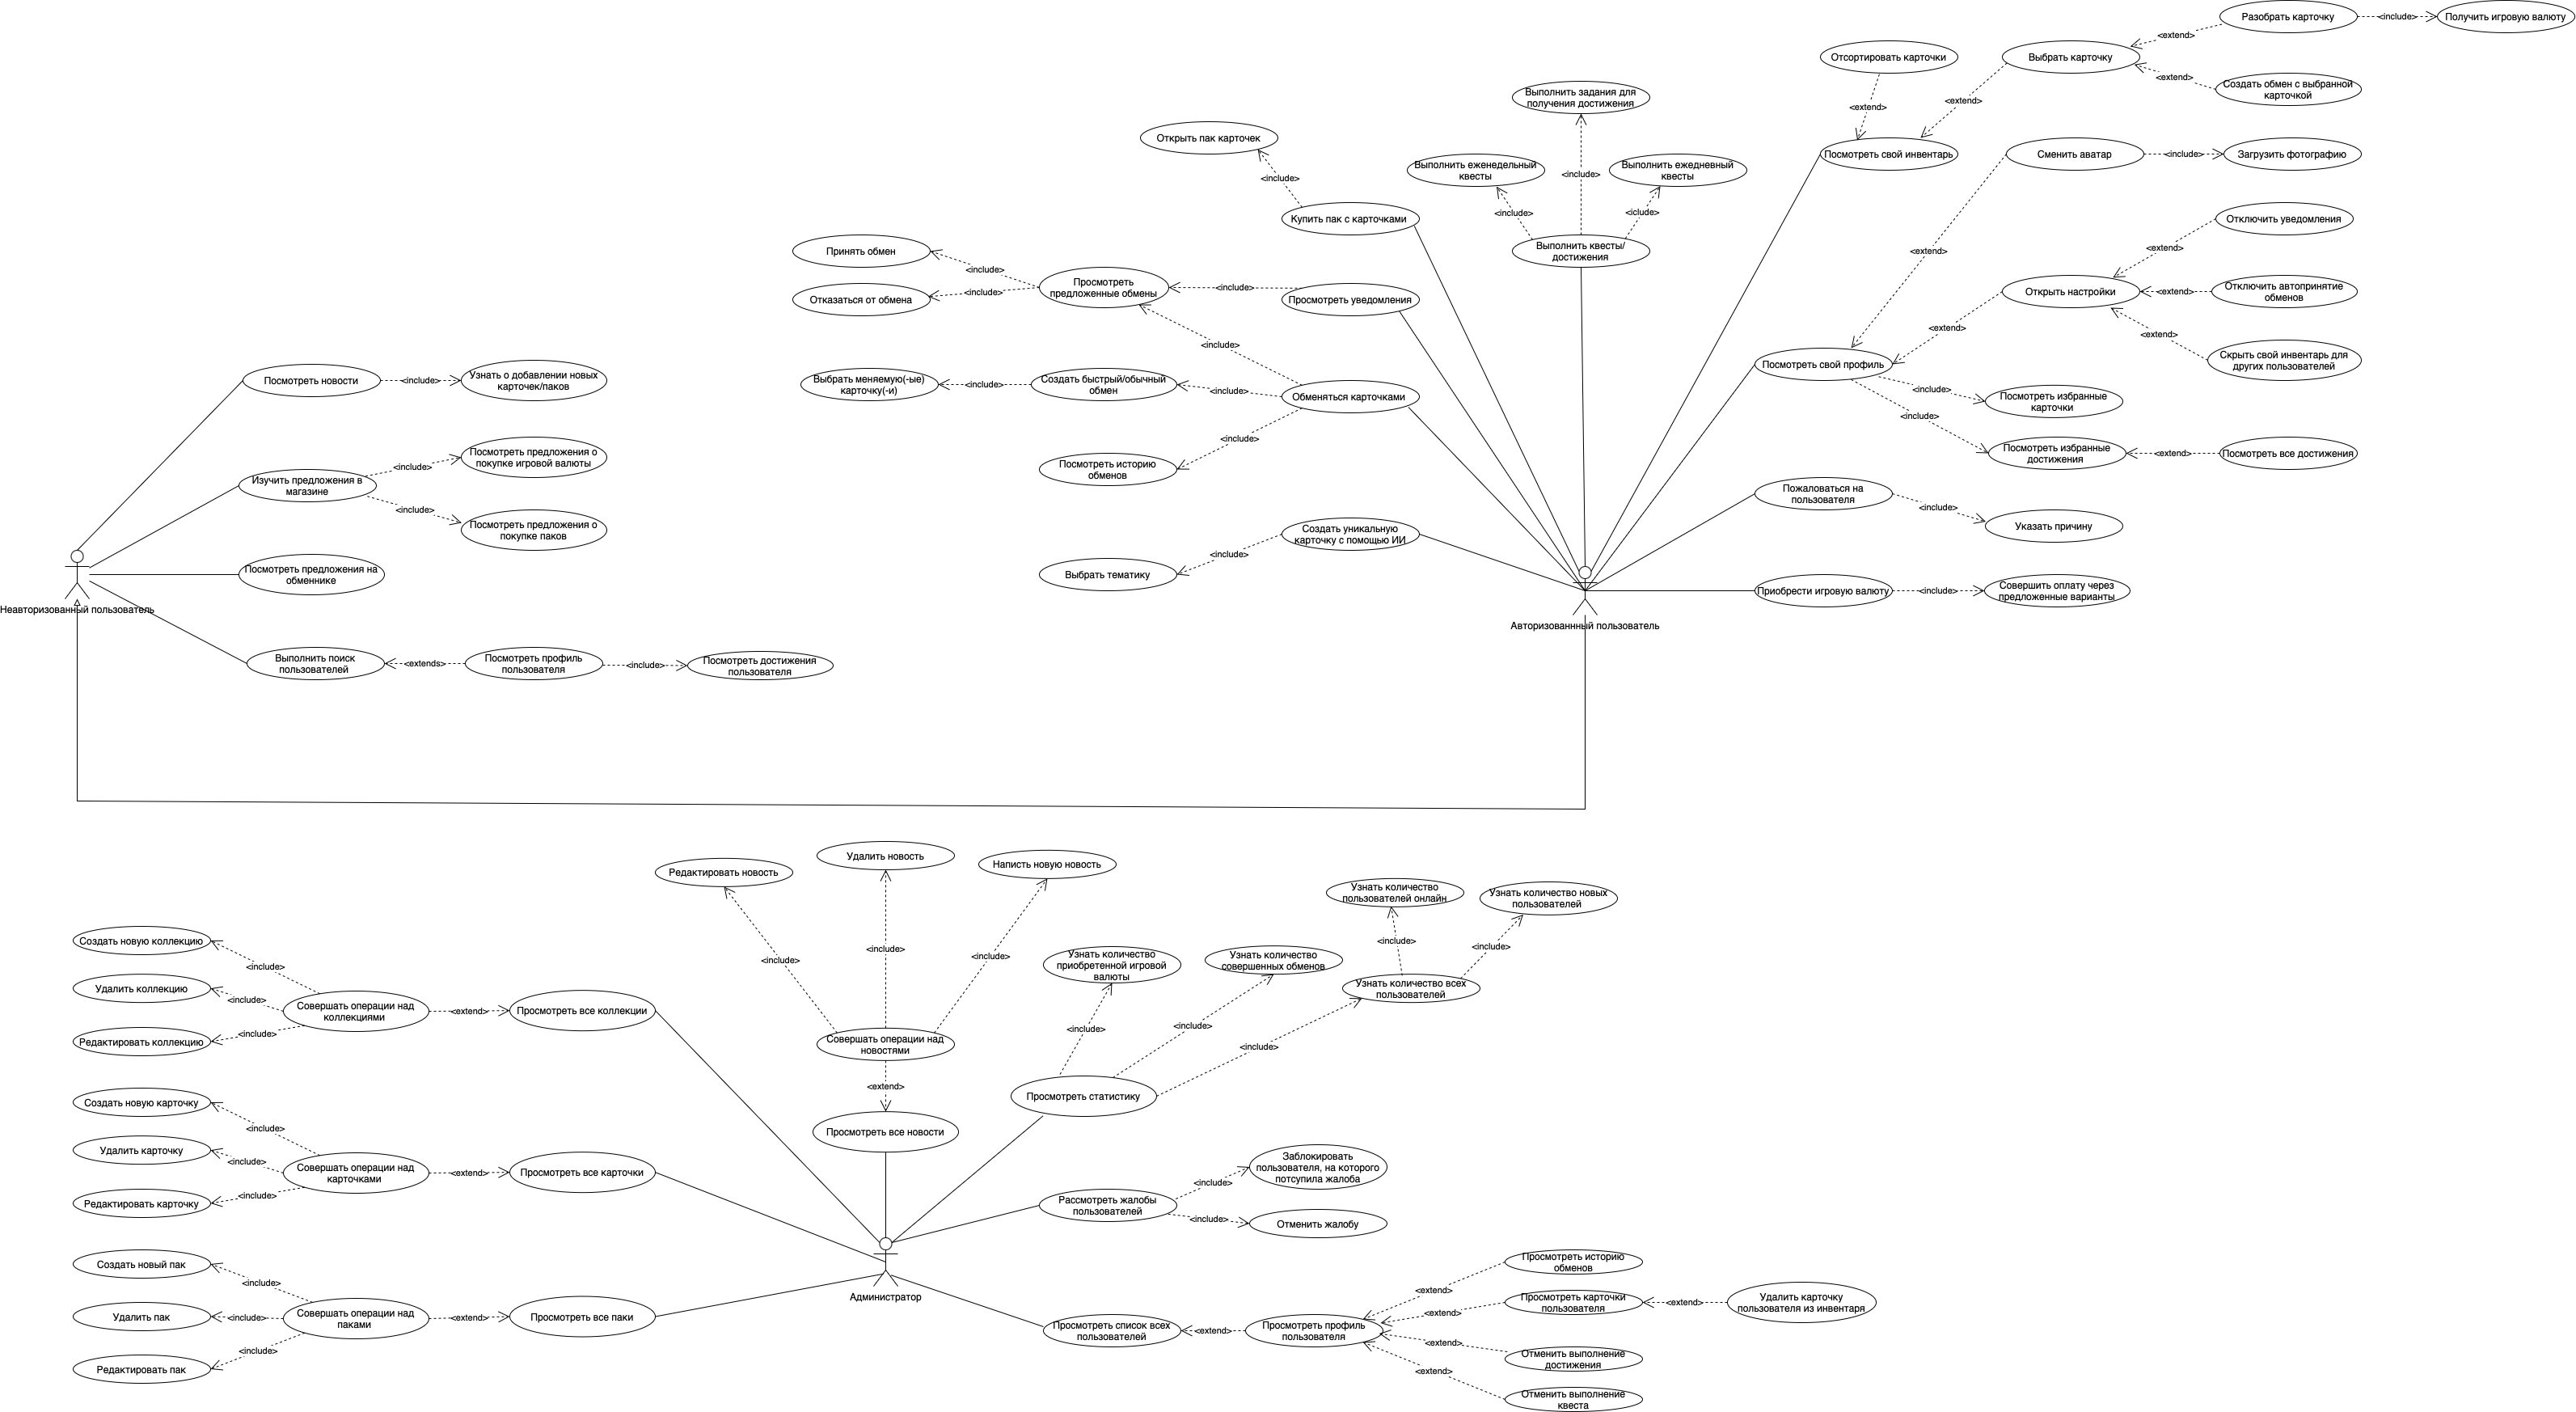 Разобрать карточку
<include>
Получить игровую валюту
<extend>
Отсортировать карточки
Выбрать карточку
<extend>
Создать обмен с выбранной
карточкой
<extend>
<extend>
Посмотреть свой инвентарь
Сменить аватар
<include>
Загрузить фотографию
<extend>
Выполнить задания для
получения достижения
<include>
Выполнить еженедельный
квесты
<include>
Выполнить ежедневный
квесты
<iclude>
Выполнить квесты/
достижения
Открыть пак карточек
<include>
Купить пак с карточками
Принять обмен
<include>
Отказаться от обмена
<include>
Просмотреть
предложенные обмены
<include>
Просмотреть уведомления
<include>
Выбрать меняемую(-ые)
карточку(-и)
<include>
Создать быстрый/обычный
обмен
<include>
Обменяться карточками
<include>
Посмотреть историю
обменов
Создать уникальную
карточку с помощью ИИ
<include>
Выбрать тематику
Отключить уведомления
<extend>
Открыть настройки
<extend>
Отключить автопринятие
обменов
<extend>
Скрыть свой инвентарь для
других пользователей
<extend>
Посмотреть свой профиль
<include>
Посмотреть избранные
карточки
<include>
Посмотреть избранные
достижения
<extend>
Посмотреть все достижения
Пожаловаться на
пользователя
<include>
Указать причину
Приобрести игровую валюту
<include>
Совершить оплату через
предложенные варианты
Авторизованнный пользователь
Посмотреть новости
<include>
Узнать о добавлении новых
карточек/паков
Изучить предложения в
магазине
<include>
Посмотреть предложения о
покупке игровой валюты
<include>
Посмотреть предложения о
покупке паков
Посмотреть предложения на
обменнике
Неавторизованный пользователь
Выполнить поиск
пользователей
<extends>
Посмотреть профиль
пользователя
<include>
Посмотреть достижения
пользователя
Редактировать новость
Удалить новость
Написть новую новость
<include>
<include>
<include>
Совершать операции над
новостями
<extend>
Просмотреть все новости
Узнать количество
пользователей онлайн
Узнать количество новых
пользователей
<include>
<include>
Узнать количество
приобретенной игровой
валюты
Узнать количество
совершенных обменов
Узнать количество всех
пользователей
<include>
<include>
<include>
Просмотреть статистику
Создать новую коллекцию
<include>
Удалить коллекцию
<include>
Редактировать коллекцию
<include>
Совершать операции над
коллекциями
<extend>
Просмотреть все коллекции
Создать новую карточку
<include>
Удалить карточку
<include>
Редактировать карточку
<include>
Совершать операции над
карточками
<extend>
Просмотреть все карточки
Создать новый пак
<include>
Удалить пак
<include>
Редактировать пак
<include>
Совершать операции над
паками
<extend>
Просмотреть все паки
Администратор
Рассмотреть жалобы
пользователей
<include>
Заблокировать
пользователя, на которого
потсупила жалоба
<include>
Отменить жалобу
Просмотреть список всех
пользователей
<extend>
Просмотреть профиль
пользователя
<extend>
Просмотреть историю
обменов
<extend>
Просмотреть карточки
пользователя
<extend>
Удалить карточку
пользователя из инвентаря
<extend>
Отменить выполнение
достижения
<extend>
Отменить выполнение
квеста